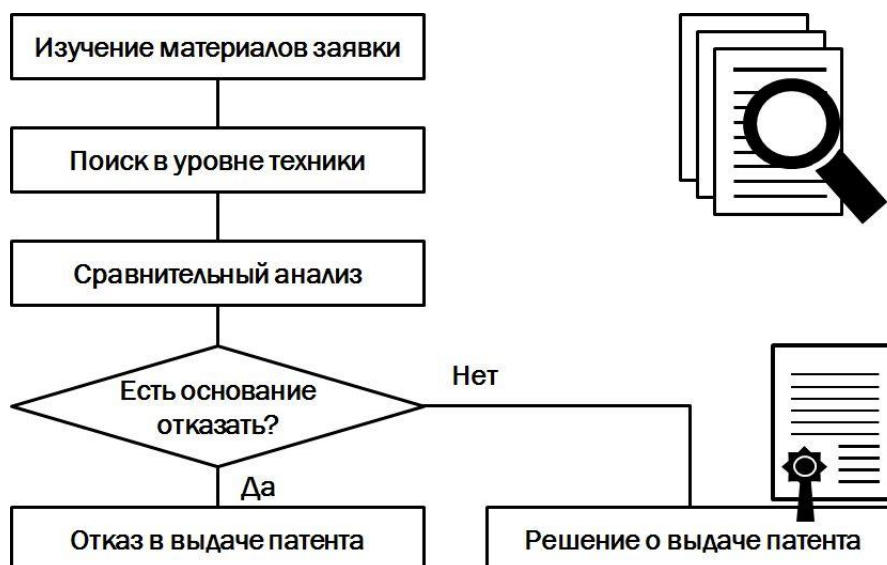 Изучение материалов заявки
Поиск в уровне техники
Сравнительный анализ
Есть основание
отказать?
Нет
Да
Отказ в выдаче патента
Решение о выдаче патента